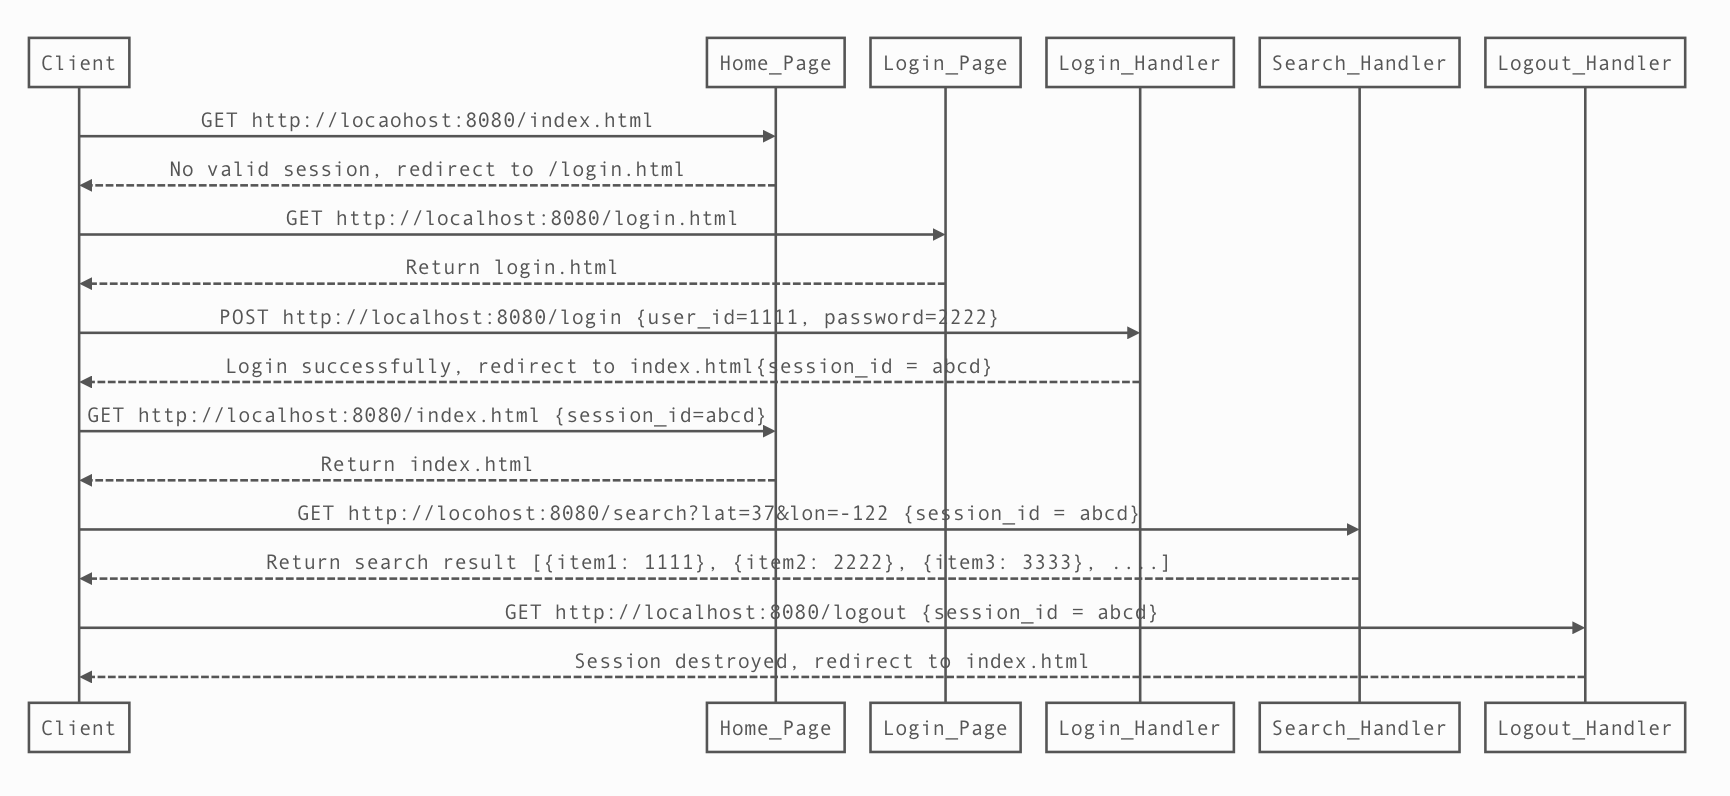 Client Home_Page Login_Page Login_Handler Search_Handler Logout_Handler
GET http://locaohost:8080/index.html
No valid session, redirect to /login.html
GET http://localhost:8080/login.html
Return login.html
POST http://localhost:8080/login {user_id=1111, password=2222}
Login successfully, redirect to index.html{session_id = abcd}
GET http://localhost:8080/index.html {session_id=abcd}
Return index.html
GET http://locohost:8080/search?lat=37&lon=-122 {session_id = abcd}
Return search result [{item1: 1111}, {item2: 2222}, {item3: 3333}, ....]
GET http://localhost:8080/logout {session_id = abcd}
Session destroyed, redirect to index.html
Client Home_Page Login_Page Login_Handler Search_Handler Logout_Handler